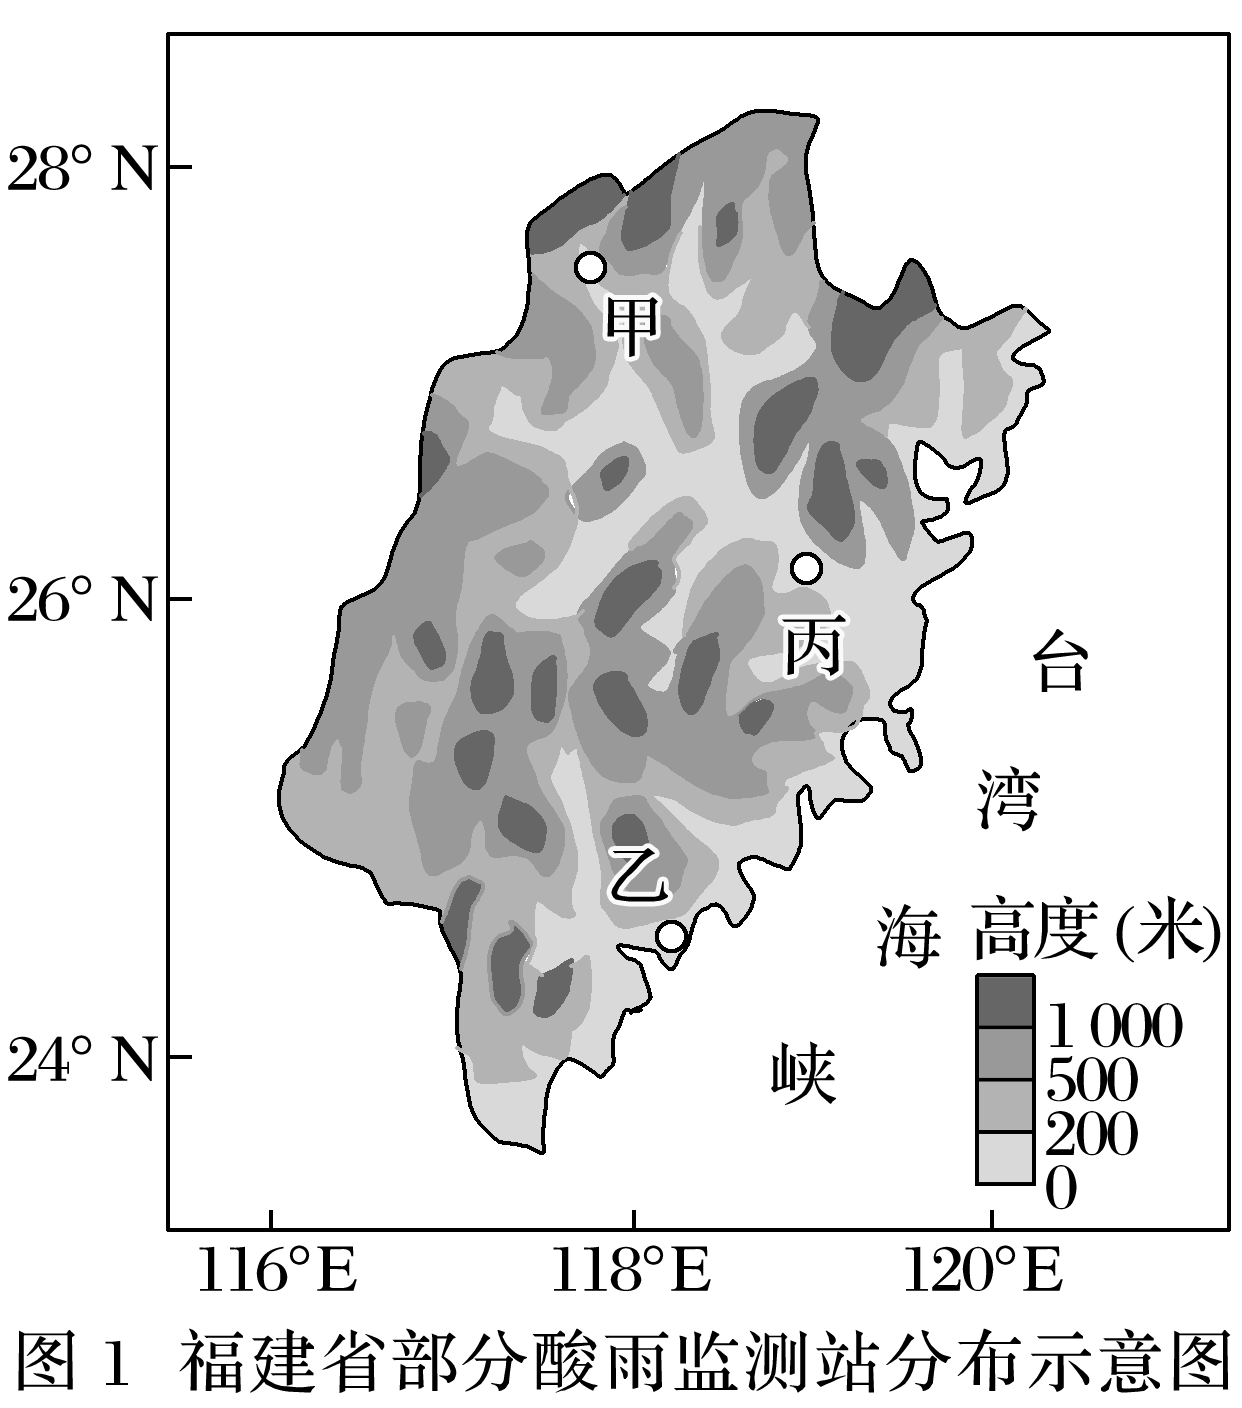 28° N
甲
26° N
丙
台
湾
乙
海
高度(米)
1 000
500
200
0
24° N
峡
116°E
118°E
120°E
图 1 福建省部分酸雨监测站分布示意图